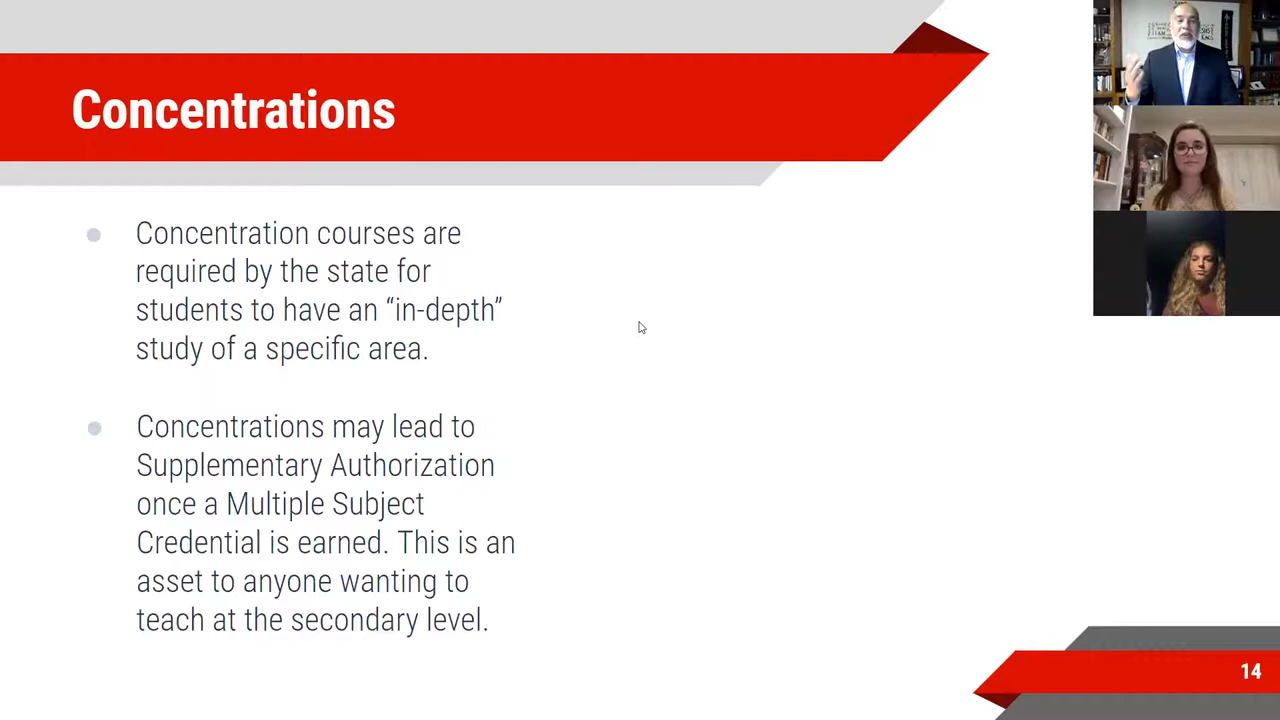 Concentrations
Concentration courses are
required by the state for
students to have an “in-depth”
study of a specific area.
Concentrations may lead to
Supplementary Authorization
once a Multiple Subject
Credential is earned. This is an
asset to anyone wanting to
teach at the secondary level.
14